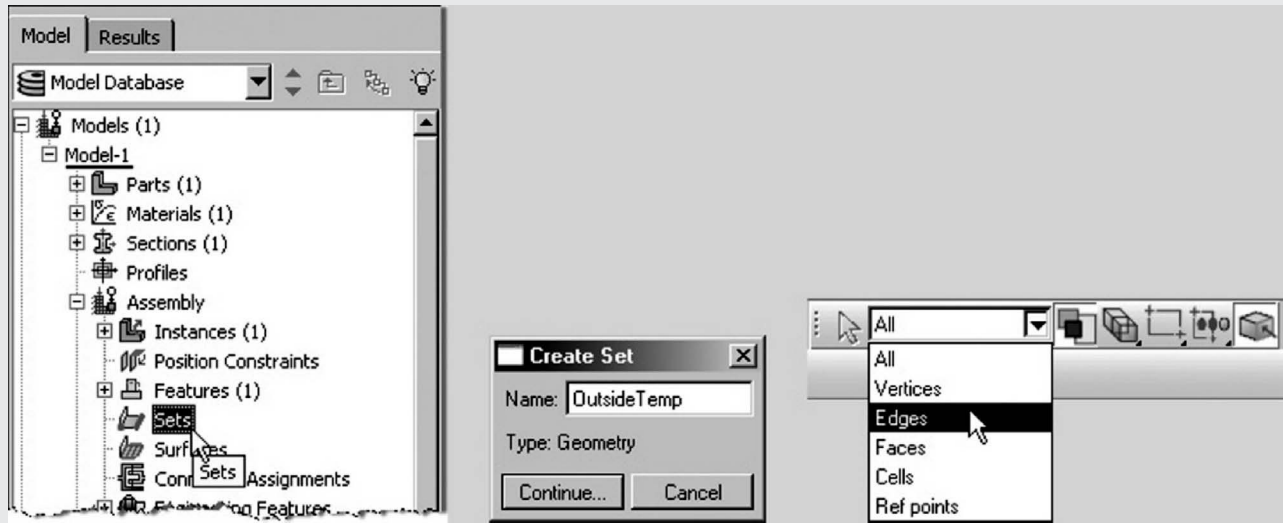 Model Results
Model Database
Models (1)
Model-1
Parts (1)
Materials (1)
Sections (1)
Profiles
Assembly
Instances (1)
Position Constraints
Features (1)
Sets
Surfaces
Sets
Assignments
Features
Create Set
Name: OutsideTemp
Type: Geometry
Continue... Cancel
All
All
Vertices
Edges
Faces
Cells
Ref points